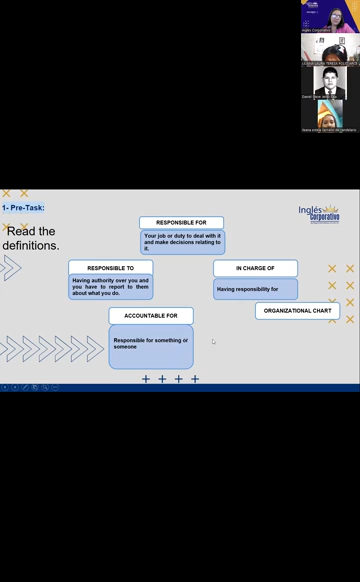 Inglés Corporativo
1- Pre-Task:
Read the
definitions.
Inglés
Corporativo
RESPONSIBLE FOR
Your job or duty to deal with it
and make decisions relating to
it.
RESPONSIBLE TO
Having authority over you and
you have to report to them
about what you do.
IN CHARGE OF
Having responsibility for
ORGANIZATIONAL CHART
ACCOUNTABLE FOR
Responsible for something or
someone